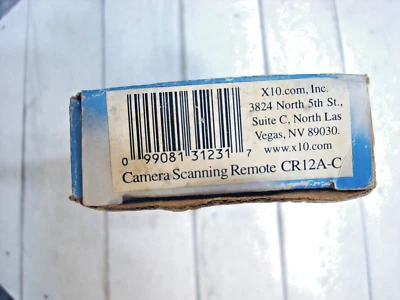 X10.com, Inc.
3824 North 5th St.,
Suite C, North Las
Vegas, NV 89030.
www.x10.com
0 99081 31231 7
Camera Scanning Remote CR12A-C